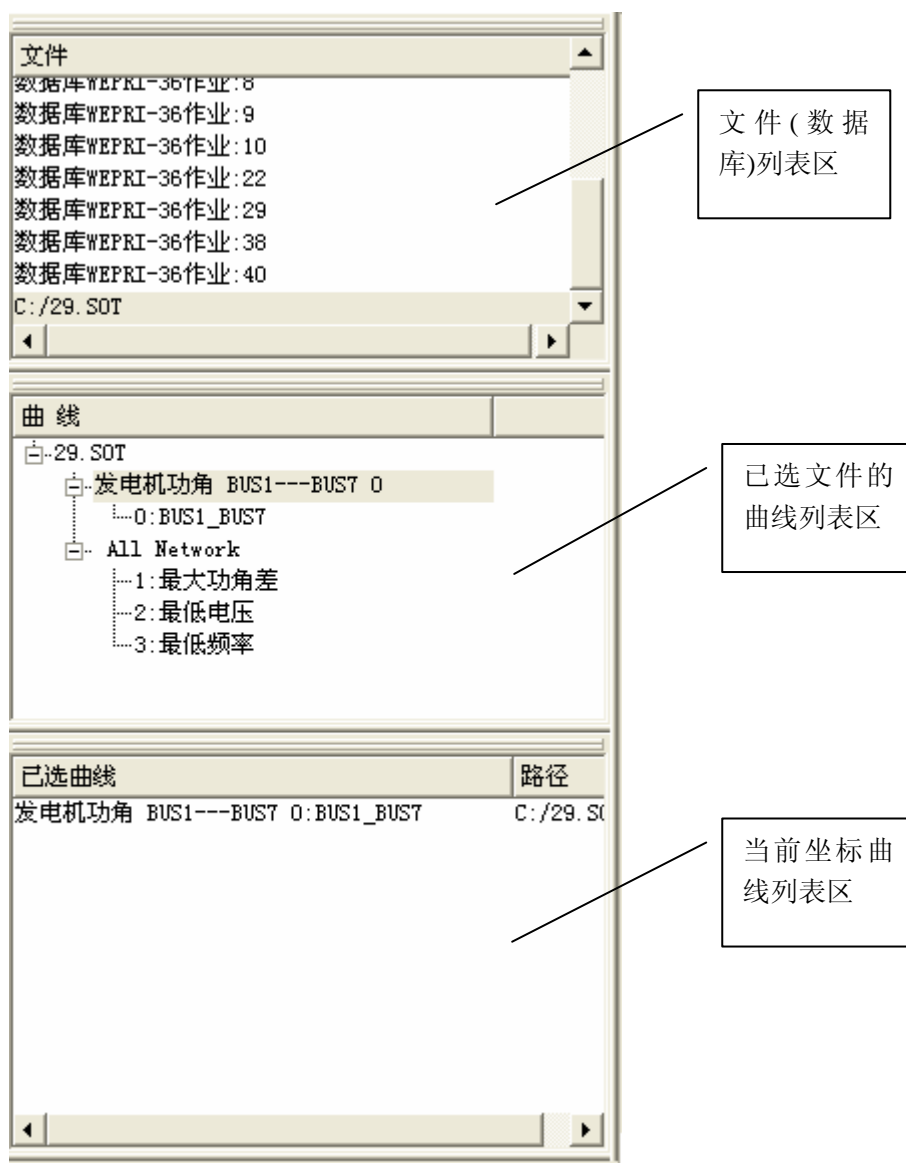 文件
数据库WEPRI-36作业:8
数据库WEPRI-36作业:9
数据库WEPRI-36作业:10
数据库WEPRI-36作业:22
数据库WEPRI-36作业:29
数据库WEPRI-36作业:38
数据库WEPRI-36作业:40
C:/29.SOT
文件(数据
库)列表区
曲 线
29.SOT
发电机功角 BUS1---BUS7 0
0:BUS1_BUS7
All Network
1:最大功角差
2:最低电压
3:最低频率
已选文件的
曲线列表区
已选曲线 路径
发电机功角 BUS1---BUS7 0:BUS1_BUS7 C:/29.SO
当前坐标曲
线列表区